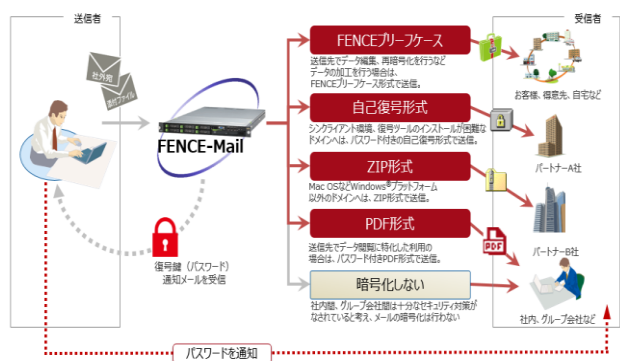 送信者
受信者
社外宛
添付ファイル
FENCE-Mail
復号鍵（パスワード）
通知メールを受信
FENCEブリーフケース
送信先でデータ編集、再暗号化を行うなど
データの加工を行う場合は、
FENCEブリーフケース形式で送信。
自己復号形式
シンクライアント環境、復号ツールのインストールが困難な
ドメインへは、パスワード付きの自己復号形式で送信。
ZIP形式
Mac OSなどWindows®プラットフォーム
以外のドメインへは、ZIP形式で送信。
PDF形式
送信先でデータ閲覧に特化した利用の
場合は、パスワード付きPDF形式で送信。
暗号化しない
社内間、グループ会社間は十分なセキュリティ対策が
なされていると考え、メールの暗号化は行わない
お客様、得意先、自宅など
パートナーA社
パートナーB社
PDF
社内、グループ会社など
パスワードを通知